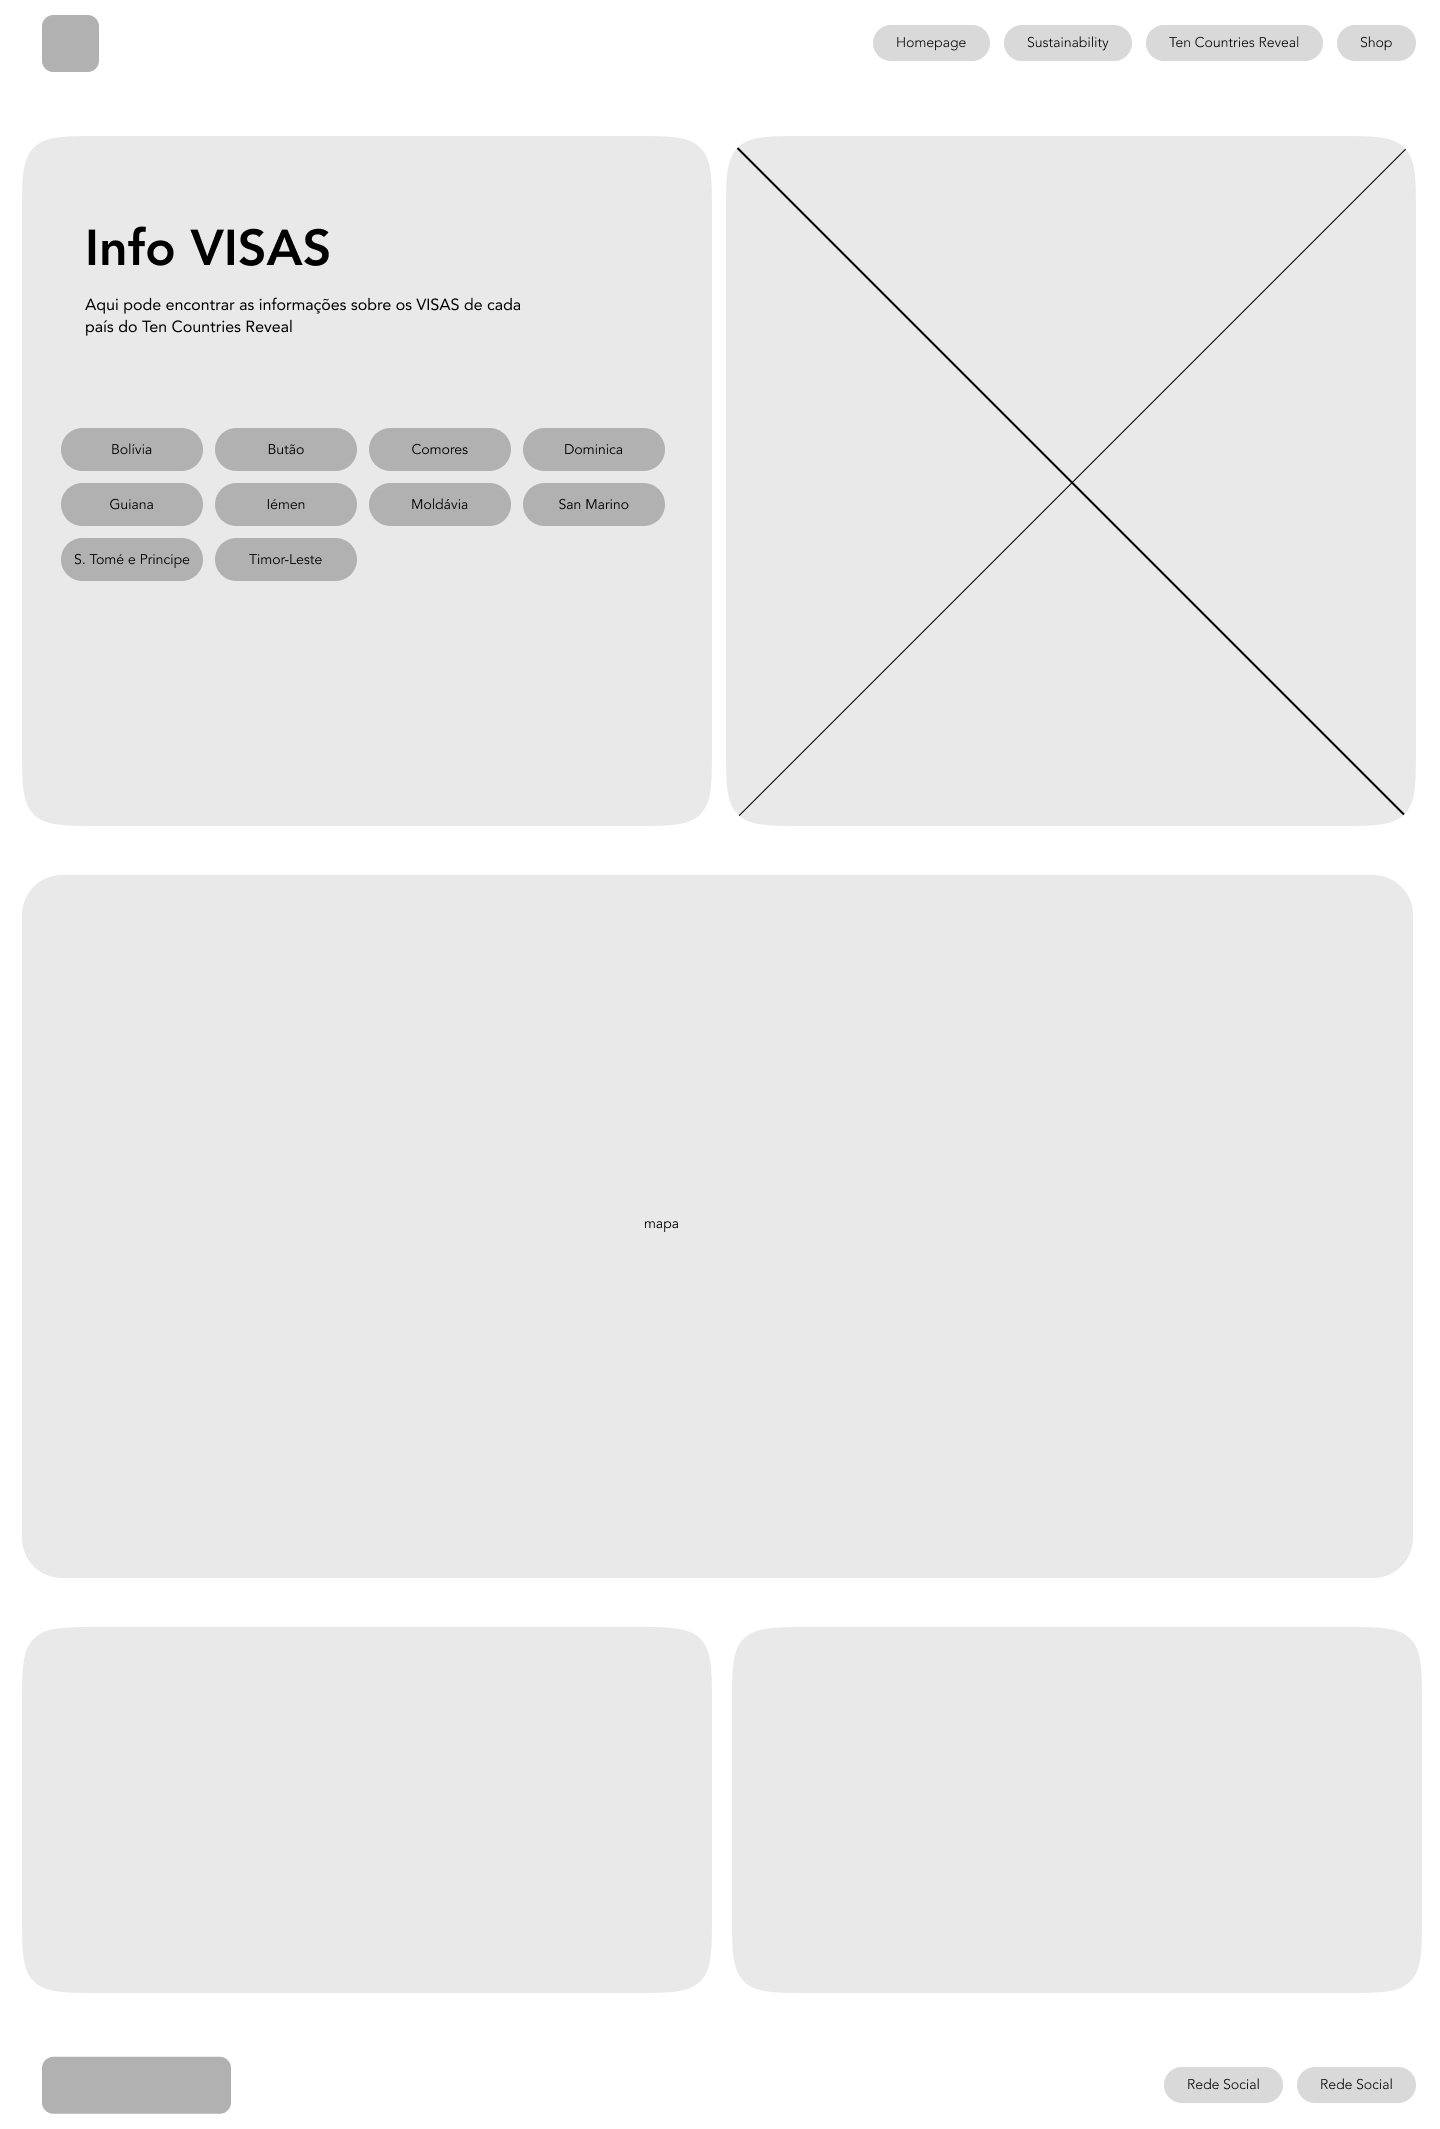 Homepage
Sustainability
Ten Countries Reveal
Shop
Info VISAS
Aqui pode encontrar as informações sobre os VISAS de cada
país do Ten Countries Reveal
Bolívia
Butão
Comores
Dominica
Guiana
Iémen
Moldávia
San Marino
S. Tomé e Principe
Timor-Leste
mapa
Rede Social
Rede Social